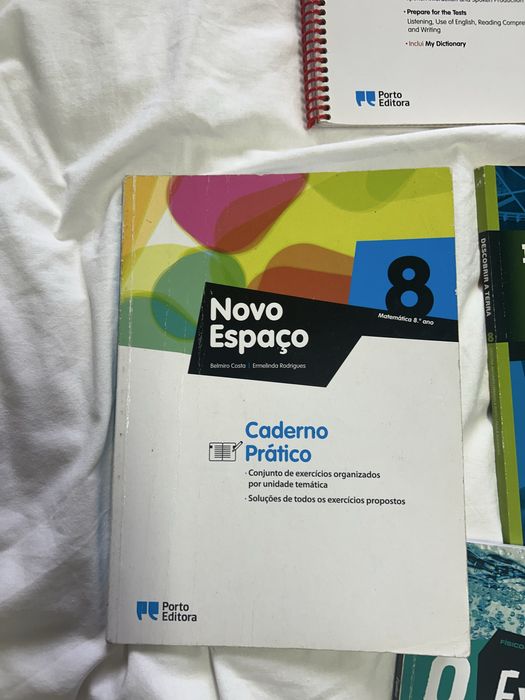 · Prepare for the Tests
Listening, Use of English, Reading
and Writing
· Inclui My Dictionary
Porto
Editora
8
Matemática 8.º ano
Novo
Espaço
Belmiro Costa | Ermelinda Rodrigues
Caderno
Prático
· Conjunto de exercícios organizados
por unidade temática
· Soluções de todos os exercícios propostos
Porto
Editora
DESCOBRIR A TERRA 8